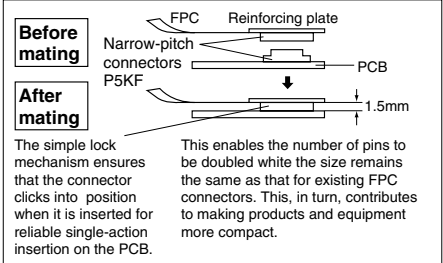 Before
mating
FPC
Reinforcing plate
Narrow-pitch
connectors
P5KF
PCB
After
mating
1.5mm
The simple lock
mechanism ensures
that the connector
clicks into position
when it is inserted for
reliable single-action
insertion on the PCB.
This enables the number of pins to
be doubled white the size remains
the same as that for existing FPC
connectors. This, in turn, contributes
to making products and equipment
more compact.